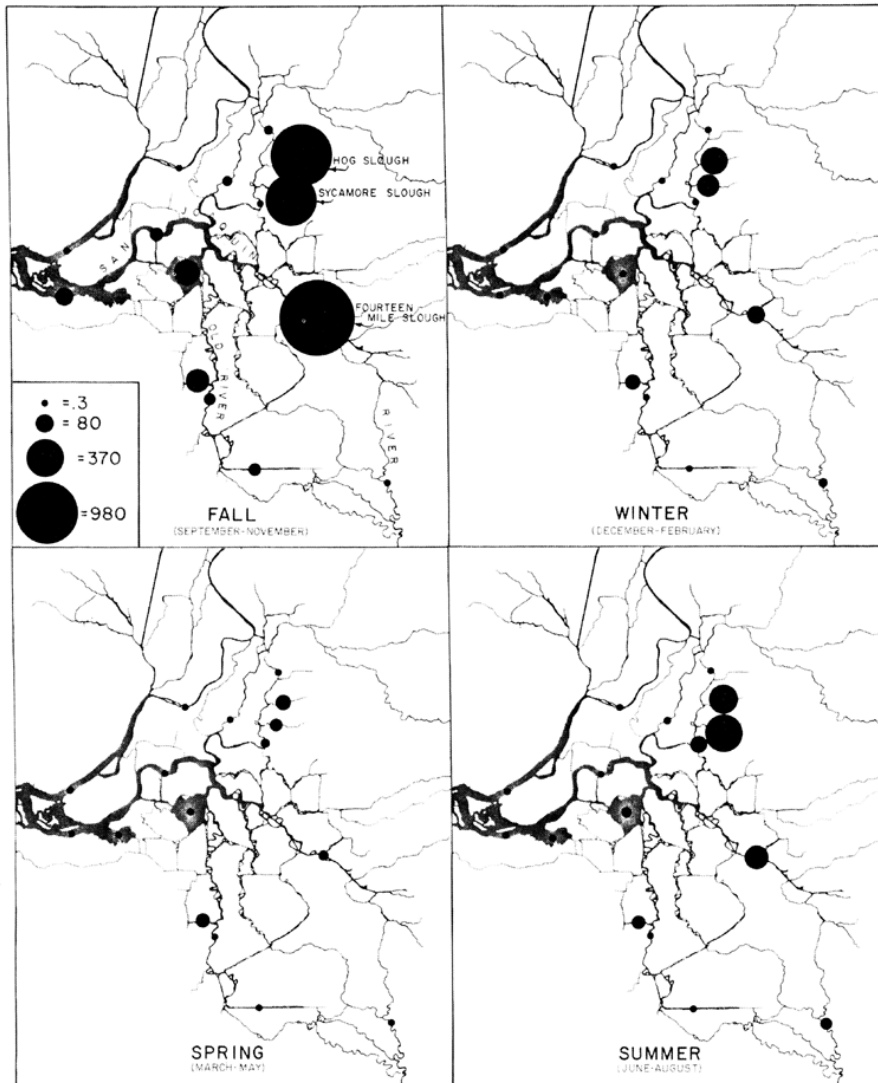 HOG SLOUGH
SYCAMORE SLOUGH
SAN JOAQUIN
FOURTEEN
MILE SLOUGH
OLD RIVER
RIVER
= .3
= 80
= 370
= 980
FALL
(SEPTEMBER-NOVEMBER)
WINTER
(DECEMBER-FEBRUARY)
SPRING
(MARCH-MAY)
SUMMER
(JUNE-AUGUST)